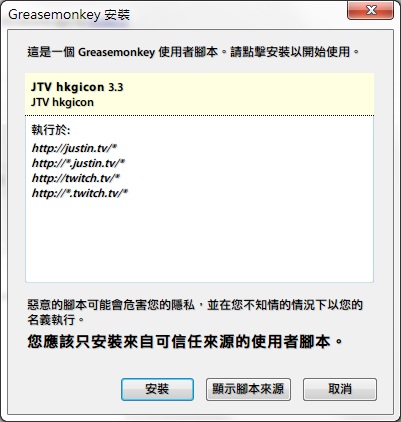 Greasemonkey 安裝
這是一個 Greasemonkey 使用者腳本。請點擊安裝以開始使用。
JTV hkgicon 3.3
JTV hkgicon
執行於:
http://justin.tv/*
http://*.justin.tv/*
http://twitch.tv/*
http://*.twitch.tv/*
惡意的腳本可能會危害您的隱私，並在您不知情的情況下以您的
名義執行。
您應該只安裝來自可信任來源的使用者腳本。
安裝
顯示腳本來源
取消